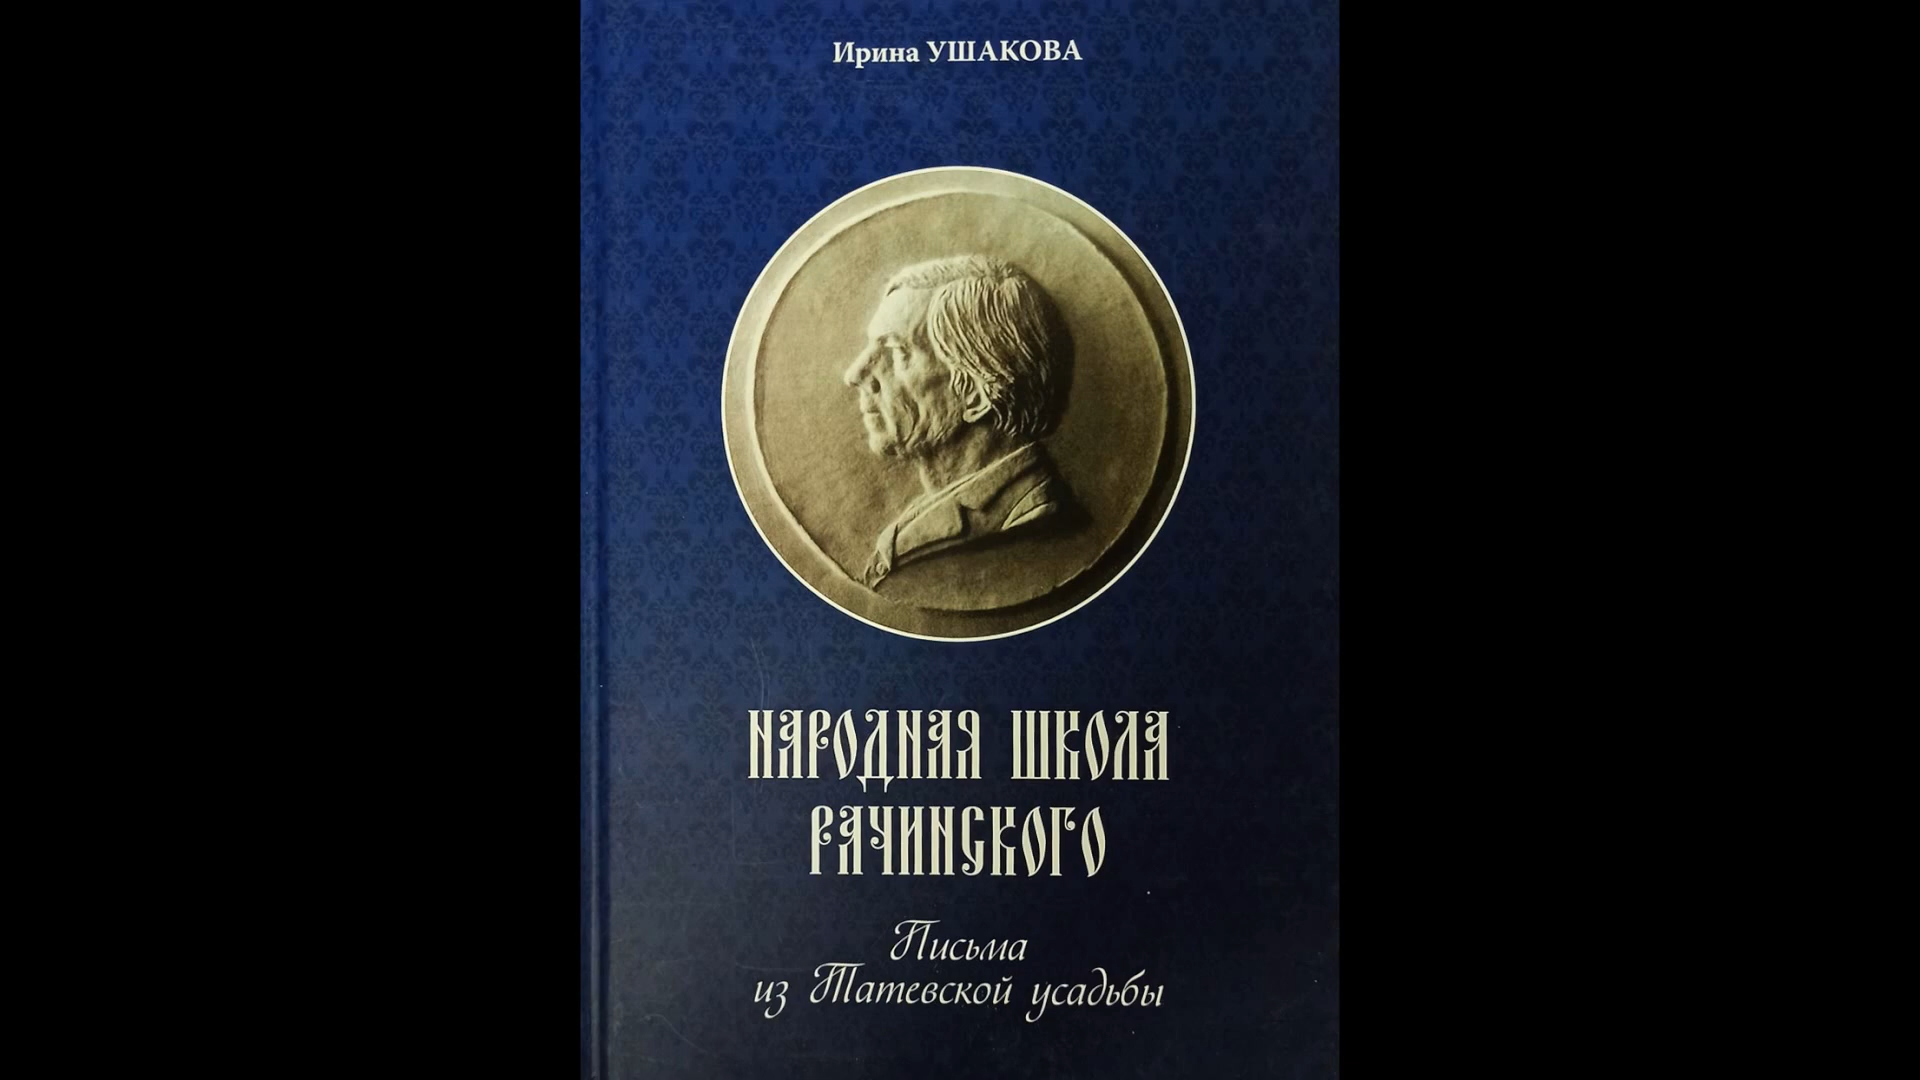 Ирина УШАКОВА
НАРОДНАЯ ШКОЛА
РАЧИНСКОГО
Письма
из Татевской усадьбы